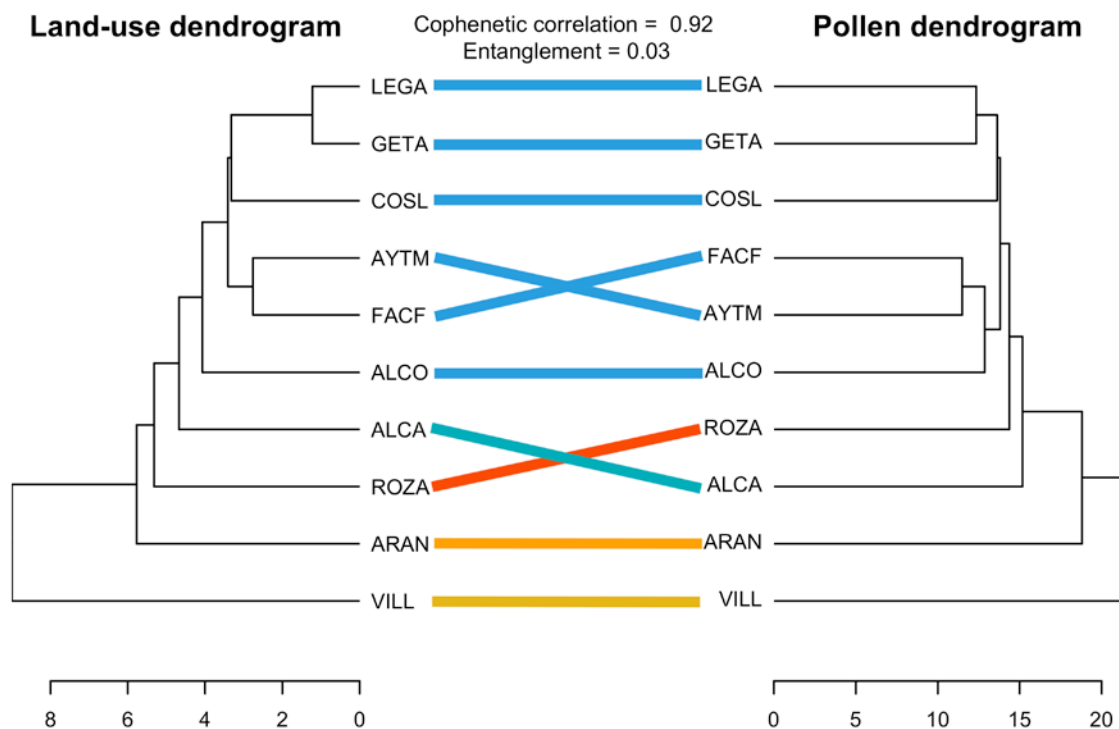 Land-use dendrogram
Cophenetic correlation = 0.92
Entanglement = 0.03
Pollen dendrogram
LEGA LEGA
GETA GETA
COSL COSL
AYTM FACF
FACF AYTM
ALCO ALCO
ALCA ROZA
ROZA ALCA
ARAN ARAN
VILL VILL
8 6 4 2 0 0 5 10 15 20